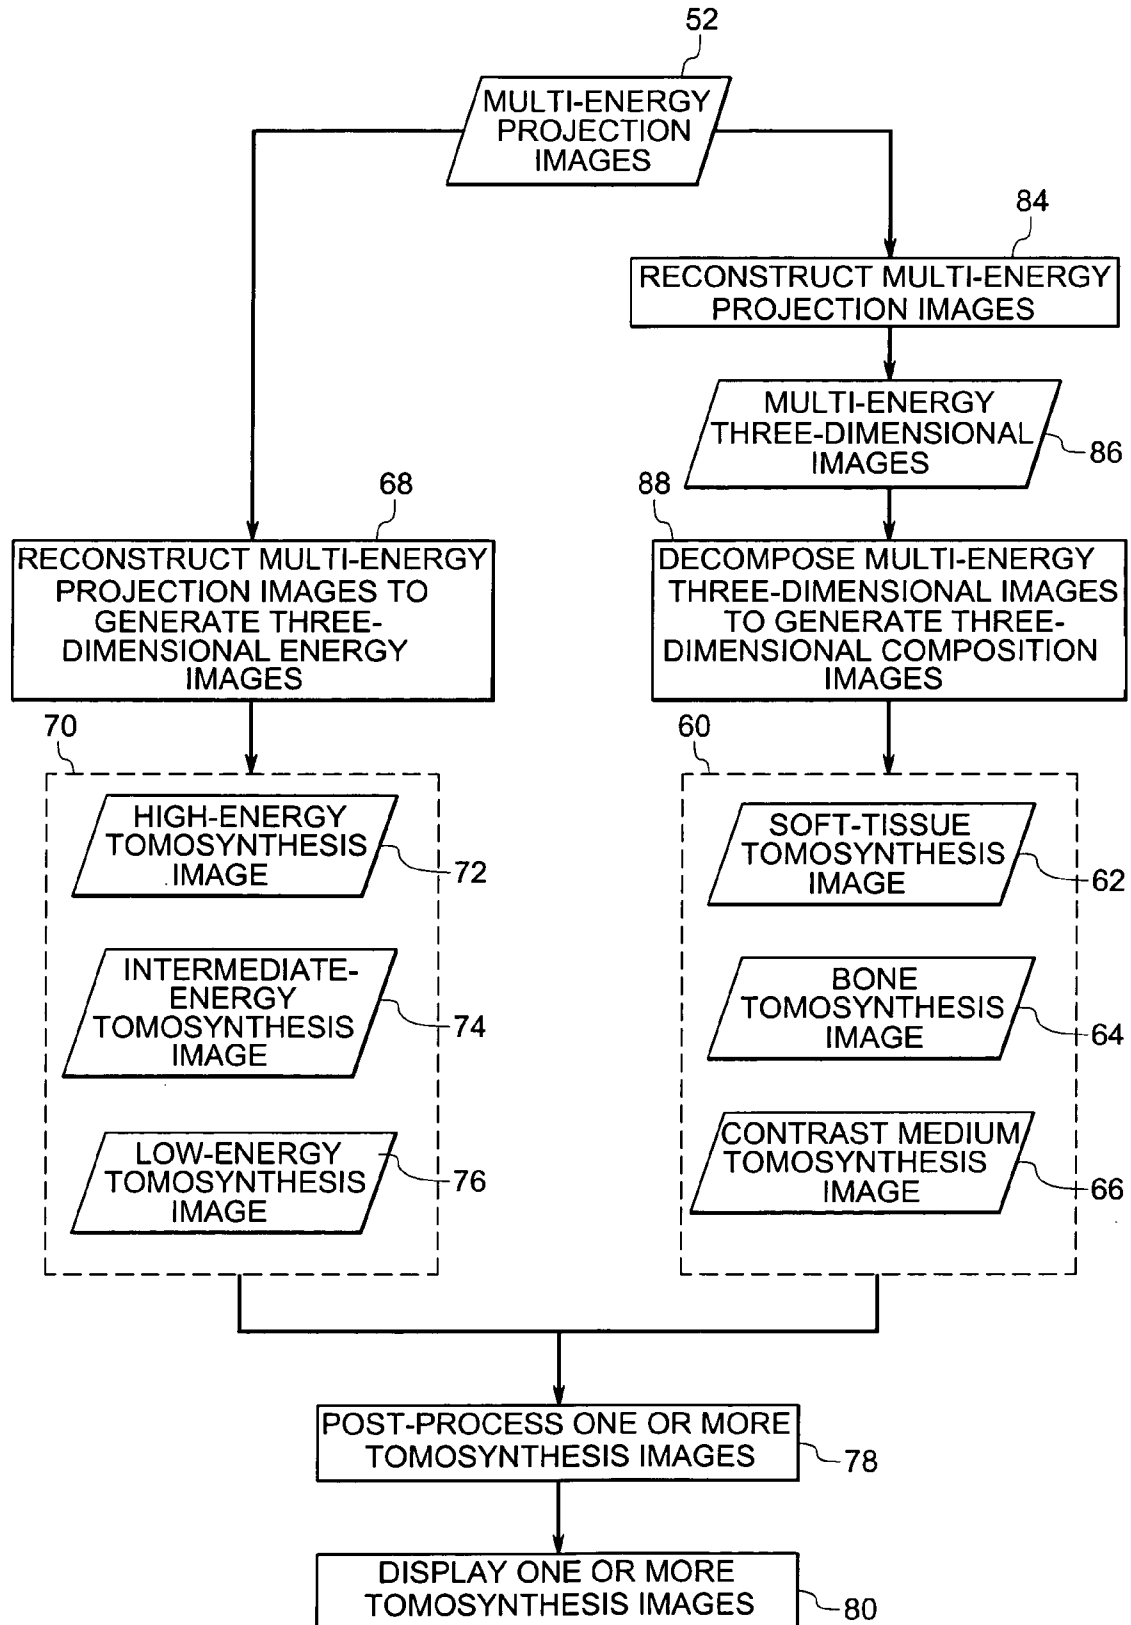 52
MULTI-ENERGY
PROJECTION
IMAGES
84
RECONSTRUCT MULTI-ENERGY
PROJECTION IMAGES
MULTI-ENERGY
THREE-DIMENSIONAL
IMAGES
86
68
RECONSTRUCT MULTI-ENERGY
PROJECTION IMAGES TO
GENERATE THREE-
DIMENSIONAL ENERGY
IMAGES
88
DECOMPOSE MULTI-ENERGY
THREE-DIMENSIONAL IMAGES
TO GENERATE THREE-
DIMENSIONAL COMPOSITION
IMAGES
70
HIGH-ENERGY
TOMOSYNTHESIS
IMAGE
72
INTERMEDIATE-
ENERGY
TOMOSYNTHESIS
IMAGE
74
LOW-ENERGY
TOMOSYNTHESIS
IMAGE
76
60
SOFT-TISSUE
TOMOSYNTHESIS
IMAGE
62
BONE
TOMOSYNTHESIS
IMAGE
64
CONTRAST MEDIUM
TOMOSYNTHESIS
IMAGE
66
POST-PROCESS ONE OR MORE
TOMOSYNTHESIS IMAGES
78
DISPLAY ONE OR MORE
TOMOSYNTHESIS IMAGES
80